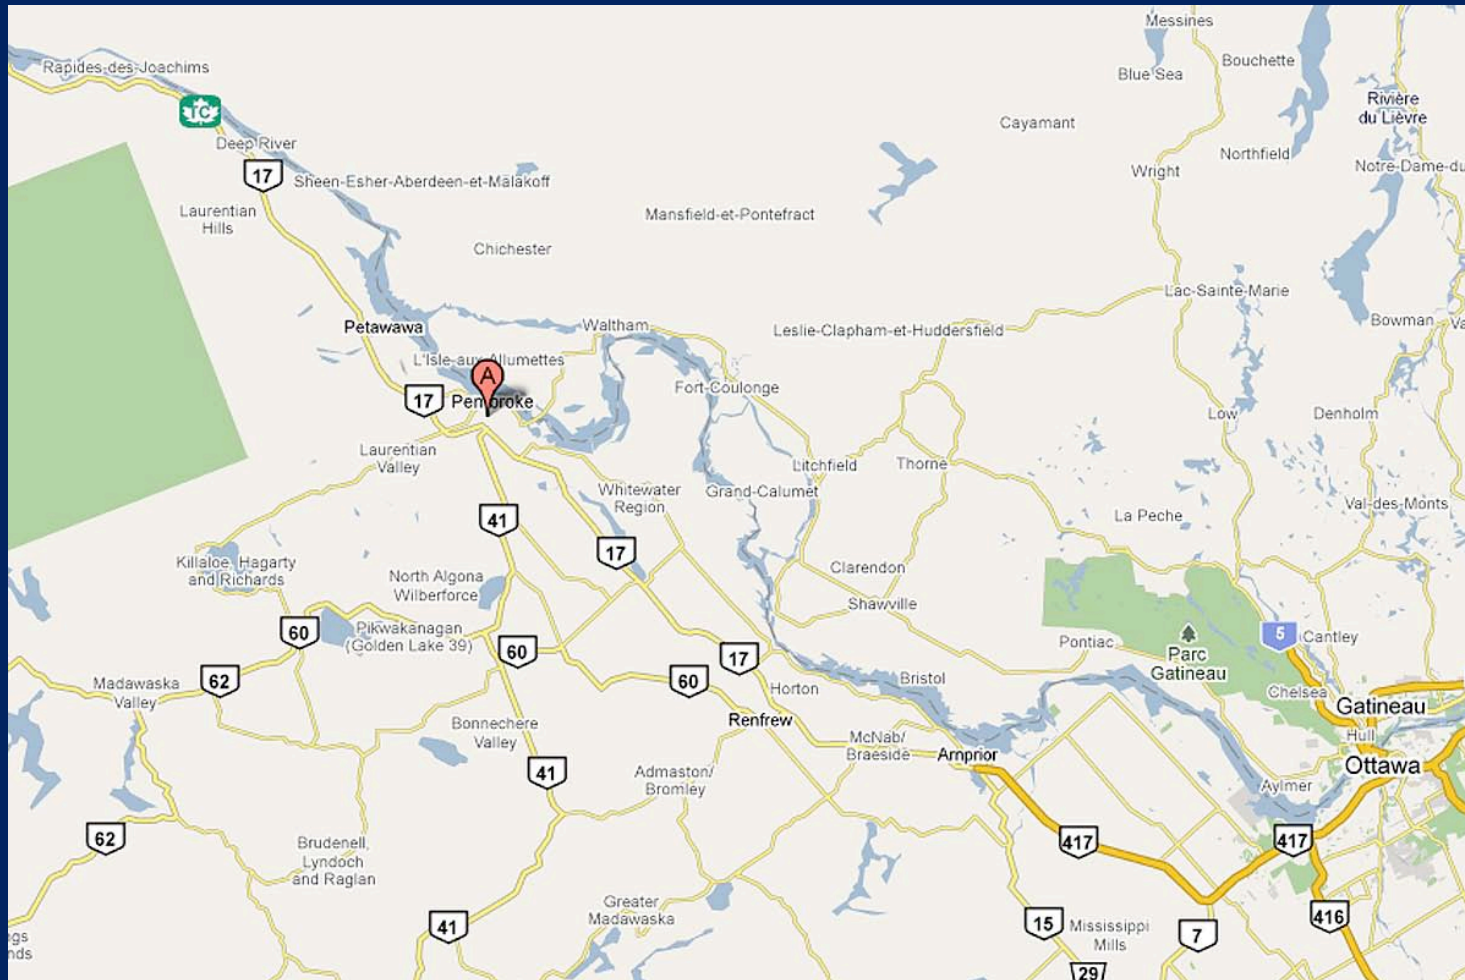 Messines
Bouchette
Blue Sea
Rapides-des-Joachims
TC
Rivière
du Lièvre
Cayamant
Deep River
Northfield
Wright
Notre-Dame-du
17
Sheen-Esher-Aberdeen-et-Malakoff
Laurentian
Hills
Mansfield-et-Pontefract
Chichester
Lac-Sainte-Marie
Petawawa
Waltham
Leslie-Clapham-et-Huddersfield
Bowman
Va
L'Isle-aux-Allumettes
A
Fort-Coulonge
17
Pembroke
Low
Denholm
Laurentian
Valley
Litchfield
Thorne
Whitewater
Region
Grand-Calumet
Val-des-Monts
41
La Peche
17
Killaloe, Hagarty
and Richards
North Algona
Wilberforce
Clarendon
Shawville
60
Pikwakanagan
(Golden Lake 39)
60
17
Pontiac
5
Cantley
Parc
Gatineau
62
60
Horton
Bristol
Madawaska
Valley
Chelsea
Gatineau
Renfrew
Bonnechere
Valley
Hull
McNab/
Braeside
Arnprior
Ottawa
41
Admaston/
Bromley
Aylmer
62
417
417
Brudenell,
Lyndoch
and Raglan
Greater
Madawaska
41
15
Mississippi
Mills
7
416
29
ogs
nds